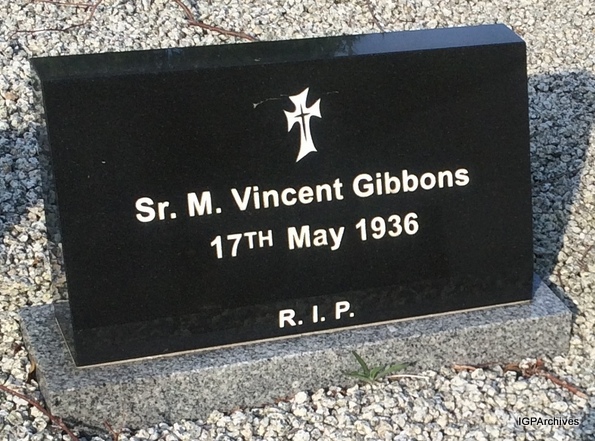 Sr. M. Vincent Gibbons
17TH May 1936
R. I. P.
IGPArchives